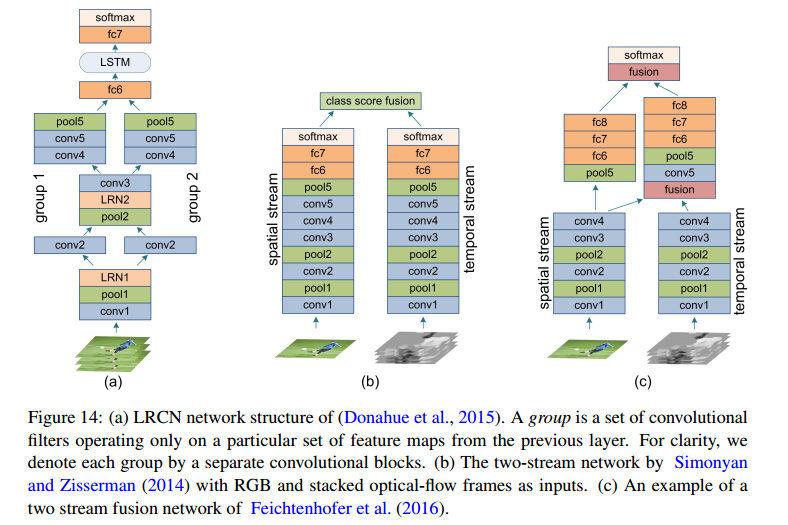 softmax
fc7
LSTM
fc6
pool5
conv5
conv4
pool5
conv5
conv4
group 1
group 2
conv3
LRN2
pool2
conv2
conv2
LRN1
pool1
conv1
(a)
class score fusion
spatial stream
softmax
fc7
fc6
pool5
conv5
conv4
conv3
pool2
conv2
pool1
conv1
softmax
fc7
fc6
pool5
conv5
conv4
conv3
pool2
conv2
pool1
conv1
temporal stream
(b)
softmax
fusion
fc8
fc7
fc6
pool5
fc8
fc7
fc6
pool5
conv5
fusion
spatial stream
conv4
conv3
pool2
conv2
pool1
conv1
conv4
conv3
pool2
conv2
pool1
conv1
temporal stream
(c)
Figure 14: (a) LRCN network structure of (Donahue et al., 2015). A group is a set of convolutional
filters operating only on a particular set of feature maps from the previous layer. For clarity, we
denote each group by a separate convolutional blocks. (b) The two-stream network by Simonyan
and Zisserman (2014) with RGB and stacked optical-flow frames as inputs. (c) An example of a
two stream fusion network of Feichtenhofer et al. (2016).